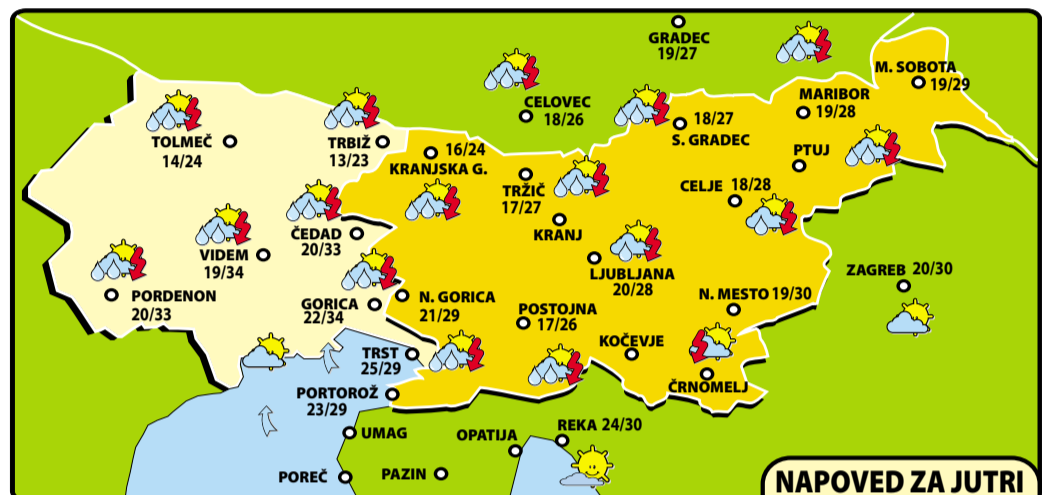 GRADEC
19/27
M. SOBOTA
19/29
CELOVEC
18/26
MARIBOR
19/28
18/27
S. GRADEC
TOLMEČ
14/24
TRBIŽ
13/23
16/24
KRANJSKA G.
PTUJ
TRŽIČ
17/27
CELJE 18/28
KRANJ
ČEDAD
20/33
VIDEM
19/34
LJUBLJANA
20/28
ZAGREB 20/30
PORDENON
20/33
GORICA
22/34
N. GORICA
21/29
N. MESTO 19/30
POSTOJNA
17/26
KOČEVJE
TRST
25/29
ČRNOMELJ
PORTOROŽ
23/29
REKA 24/30
UMAG
OPATIJA
POREČ
PAZIN
NAPOVED ZA JUTRI